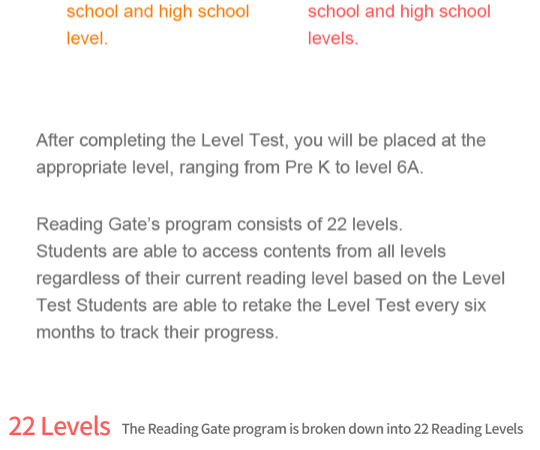 school and high school school and high school
level. levels.
After completing the Level Test, you will be placed at the
appropriate level, ranging from Pre K to level 6A.
Reading Gate's program consists of 22 levels.
Students are able to access contents from all levels
regardless of their current reading level based on the Level
Test Students are able to retake the Level Test every six
months to track their progress.
22 Levels The Reading Gate program is broken down into 22 Reading Levels